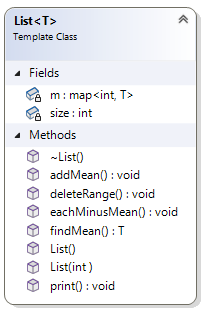 List<T>
Template Class
Fields
m : map<int, T>
size : int
Methods
~List()
addMean() : void
deleteRange() : void
eachMinusMean() : void
findMean() : T
List()
List(int )
print() : void